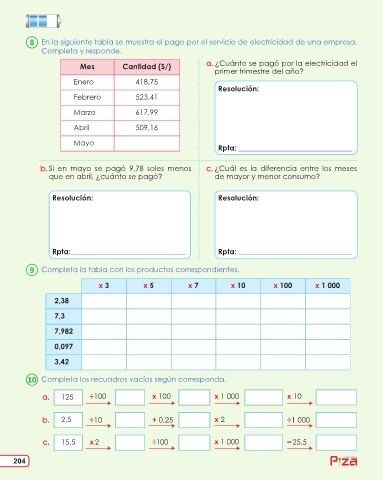 8 En la siguiente tabla se muestra el pago por el servicio de electricidad de una empresa.
Completa y responde.
Mes Cantidad (S/)
Enero 418,75
Febrero 523,41
Marzo 617,99
Abril 509,16
Mayo
a. ¿Cuánto se pagó por la electricidad el
primer trimestre del año?
Resolución:
Rpta:
b. Si en mayo se pagó 9,78 soles menos
que en abril, ¿cuánto se pagó?
Resolución:
Rpta:
c. ¿Cuál es la diferencia entre los meses
de mayor y menor consumo?
Resolución:
Rpta:
9 Completa la tabla con los productos correspondientes.
x 3 x 5 x 7 x 10 x 100 x 1 000
2,38
7,3
7,982
0,097
3,42
10 Completa los recuadros vacíos según corresponda.
a. 125 ÷100 x 100 x 1 000 x 10
b. 2,5 ÷10 + 0,25 x 2 ÷1 000
c. 15,5 x 2 ÷100 x 1 000 −25,5
204